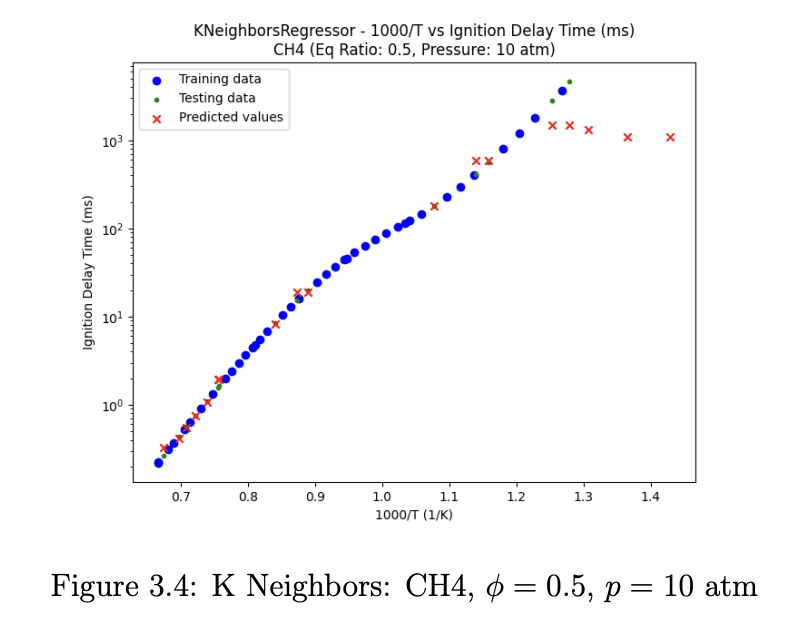 KNeighborsRegressor - 1000/T vs Ignition Delay Time (ms)
CH4 (Eq Ratio: 0.5, Pressure: 10 atm)
Training data
Testing data
Predicted values
Ignition Delay Time (ms)
10³
10²
10¹
10⁰
0.7 0.8 0.9 1.0 1.1 1.2 1.3 1.4
1000/T (1/K)
Figure 3.4: K Neighbors: CH4, ϕ = 0.5, p = 10 atm